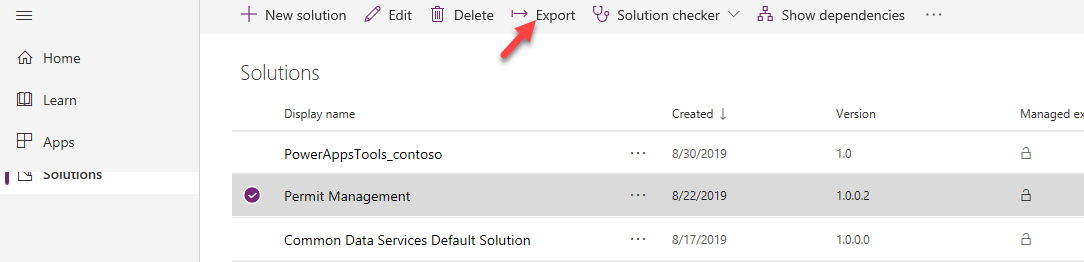 New solution Edit Delete Export Solution checker Show dependencies ...
Home
Learn
Apps
Solutions
Solutions
Display name Created ↓ Version Managed ex
PowerAppsTools_contoso ... 8/30/2019 1.0
Permit Management ... 8/22/2019 1.0.0.2
Common Data Services Default Solution ... 8/17/2019 1.0.0.0